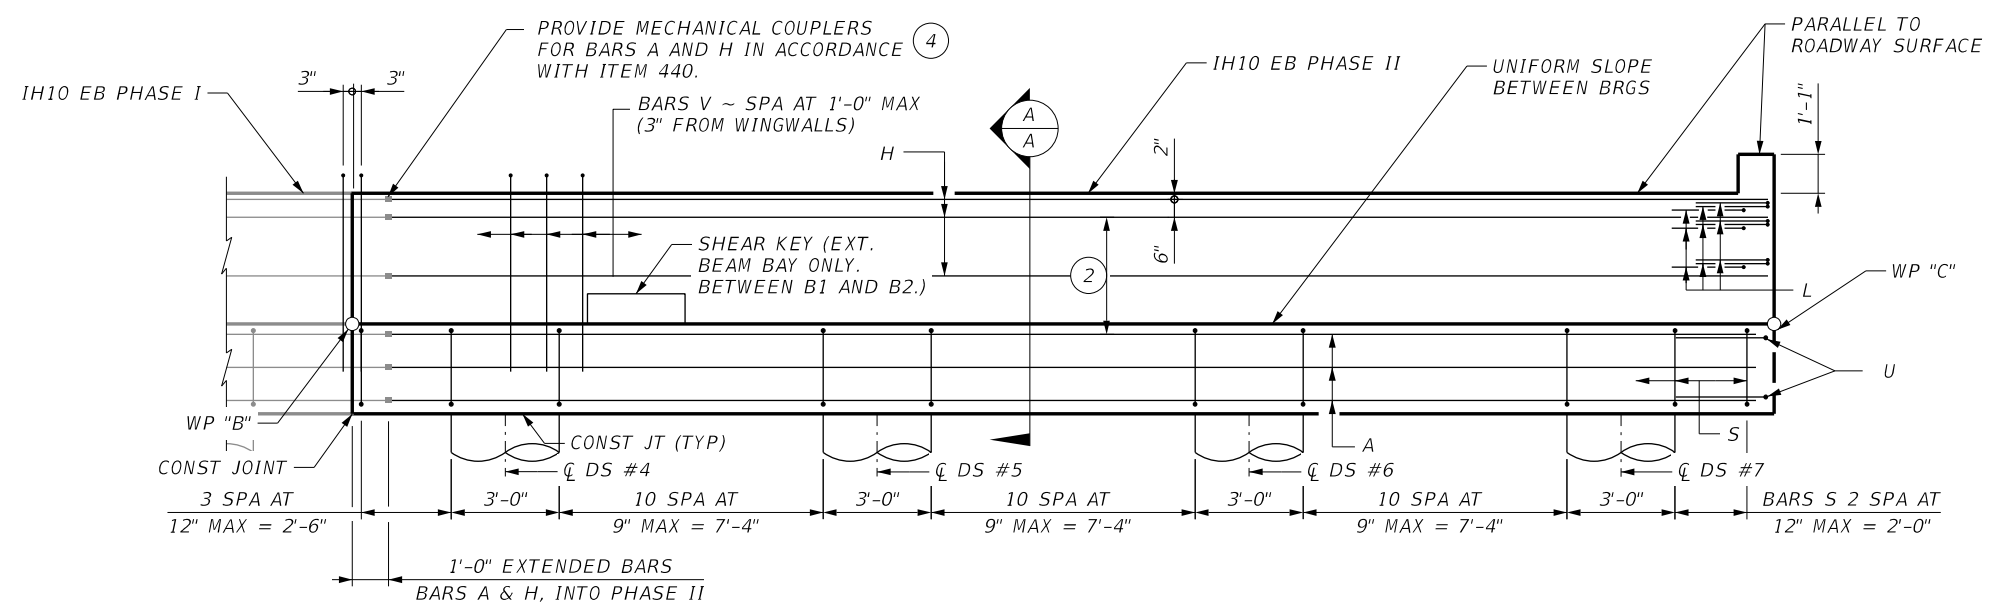 PROVIDE MECHANICAL COUPLERS
FOR BARS A AND H IN ACCORDANCE
WITH ITEM 440.
4
PARALLEL TO
ROADWAY SURFACE
IH10 EB PHASE I
3"
3"
BARS V ~ SPA AT 1'-0" MAX
(3" FROM WINGWALLS)
IH10 EB PHASE II
UNIFORM SLOPE
BETWEEN BRGS
1'-1"
A
A
H
2"
6"
SHEAR KEY (EXT.
BEAM BAY ONLY.
BETWEEN B1 AND B2.)
2
L
WP "C"
U
WP "B"
CONST JT (TYP)
A
S
CONST JOINT
℄ DS #4
℄ DS #5
℄ DS #6
℄ DS #7
3 SPA AT
12" MAX = 2'-6"
3'-0"
10 SPA AT
9" MAX = 7'-4"
3'-0"
10 SPA AT
9" MAX = 7'-4"
3'-0"
10 SPA AT
9" MAX = 7'-4"
3'-0"
BARS S 2 SPA AT
12" MAX = 2'-0"
1'-0" EXTENDED BARS
BARS A & H, INTO PHASE II